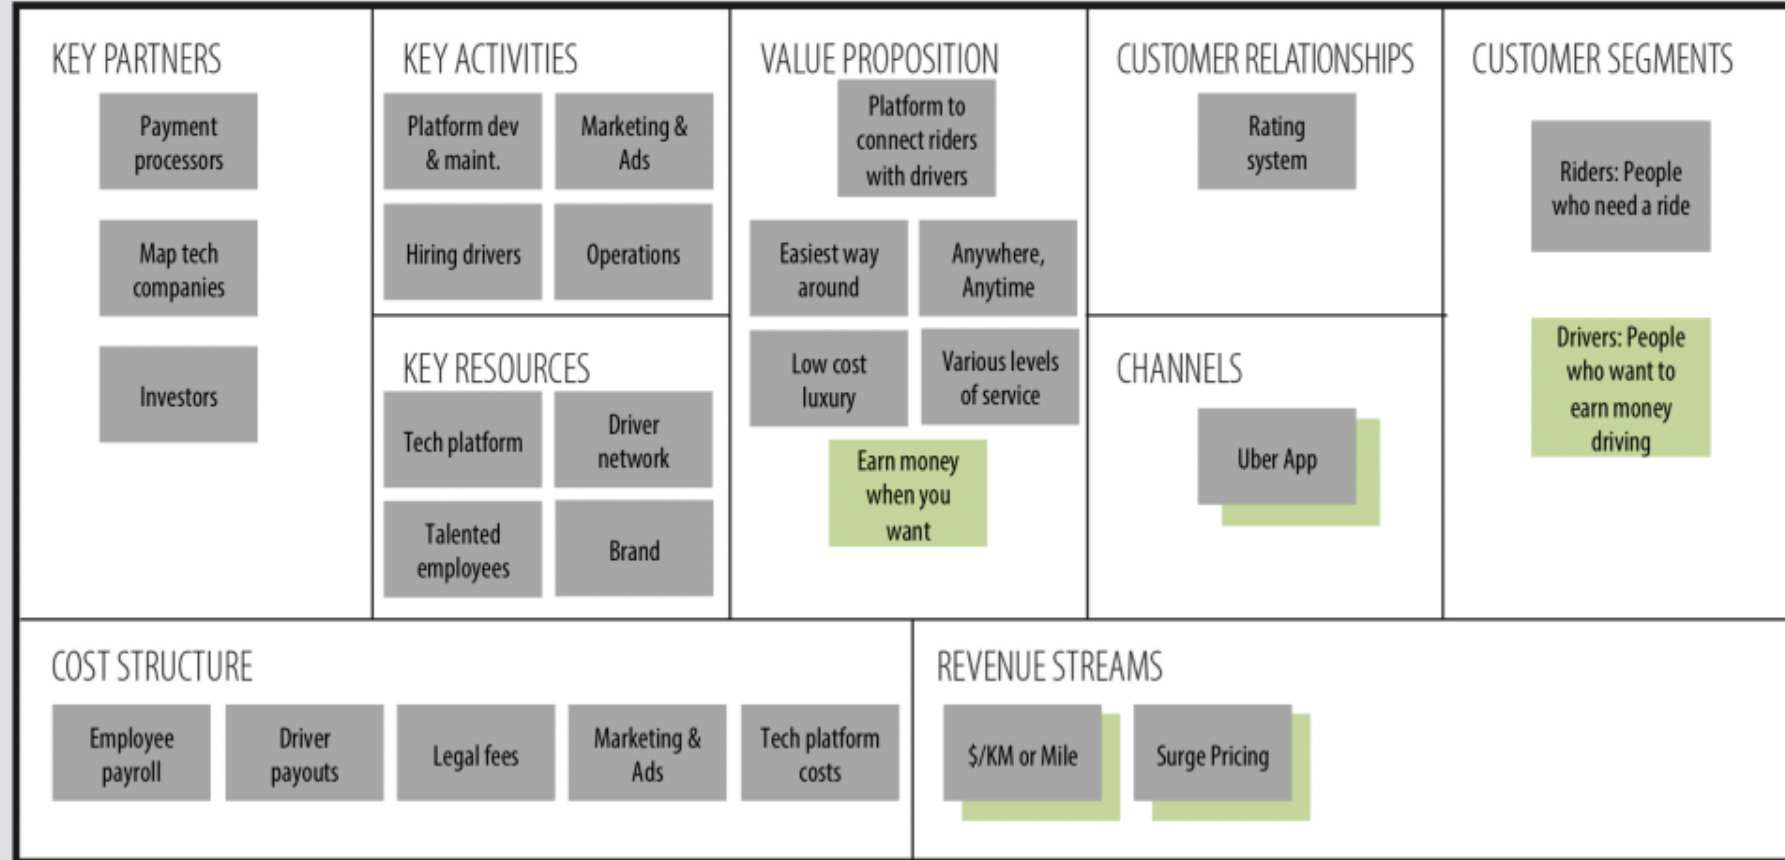 KEY PARTNERS
Payment
processors
Map tech
companies
Investors
KEY ACTIVITIES
Platform dev
& maint.
Marketing &
Ads
Hiring drivers
Operations
KEY RESOURCES
Tech platform
Driver
network
Talented
employees
Brand
VALUE PROPOSITION
Platform to
connect riders
with drivers
Easiest way
around
Anywhere,
Anytime
Low cost
luxury
Various levels
of service
Earn money
when you
want
CUSTOMER RELATIONSHIPS
Rating
system
CHANNELS
Uber App
CUSTOMER SEGMENTS
Riders: People
who need a ride
Drivers: People
who want to
earn money
driving
COST STRUCTURE
Employee
payroll
Driver
payouts
Legal fees
Marketing &
Ads
Tech platform
costs
REVENUE STREAMS
$/KM or Mile
Surge Pricing